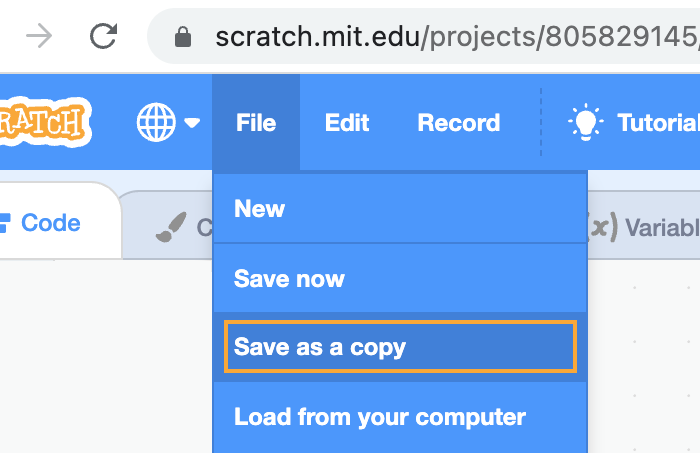 scratch.mit.edu/projects/805829145/
RATCH File Edit Record Tutorial
Code C (x) Variabl
New
Save now
Save as a copy
Load from your computer